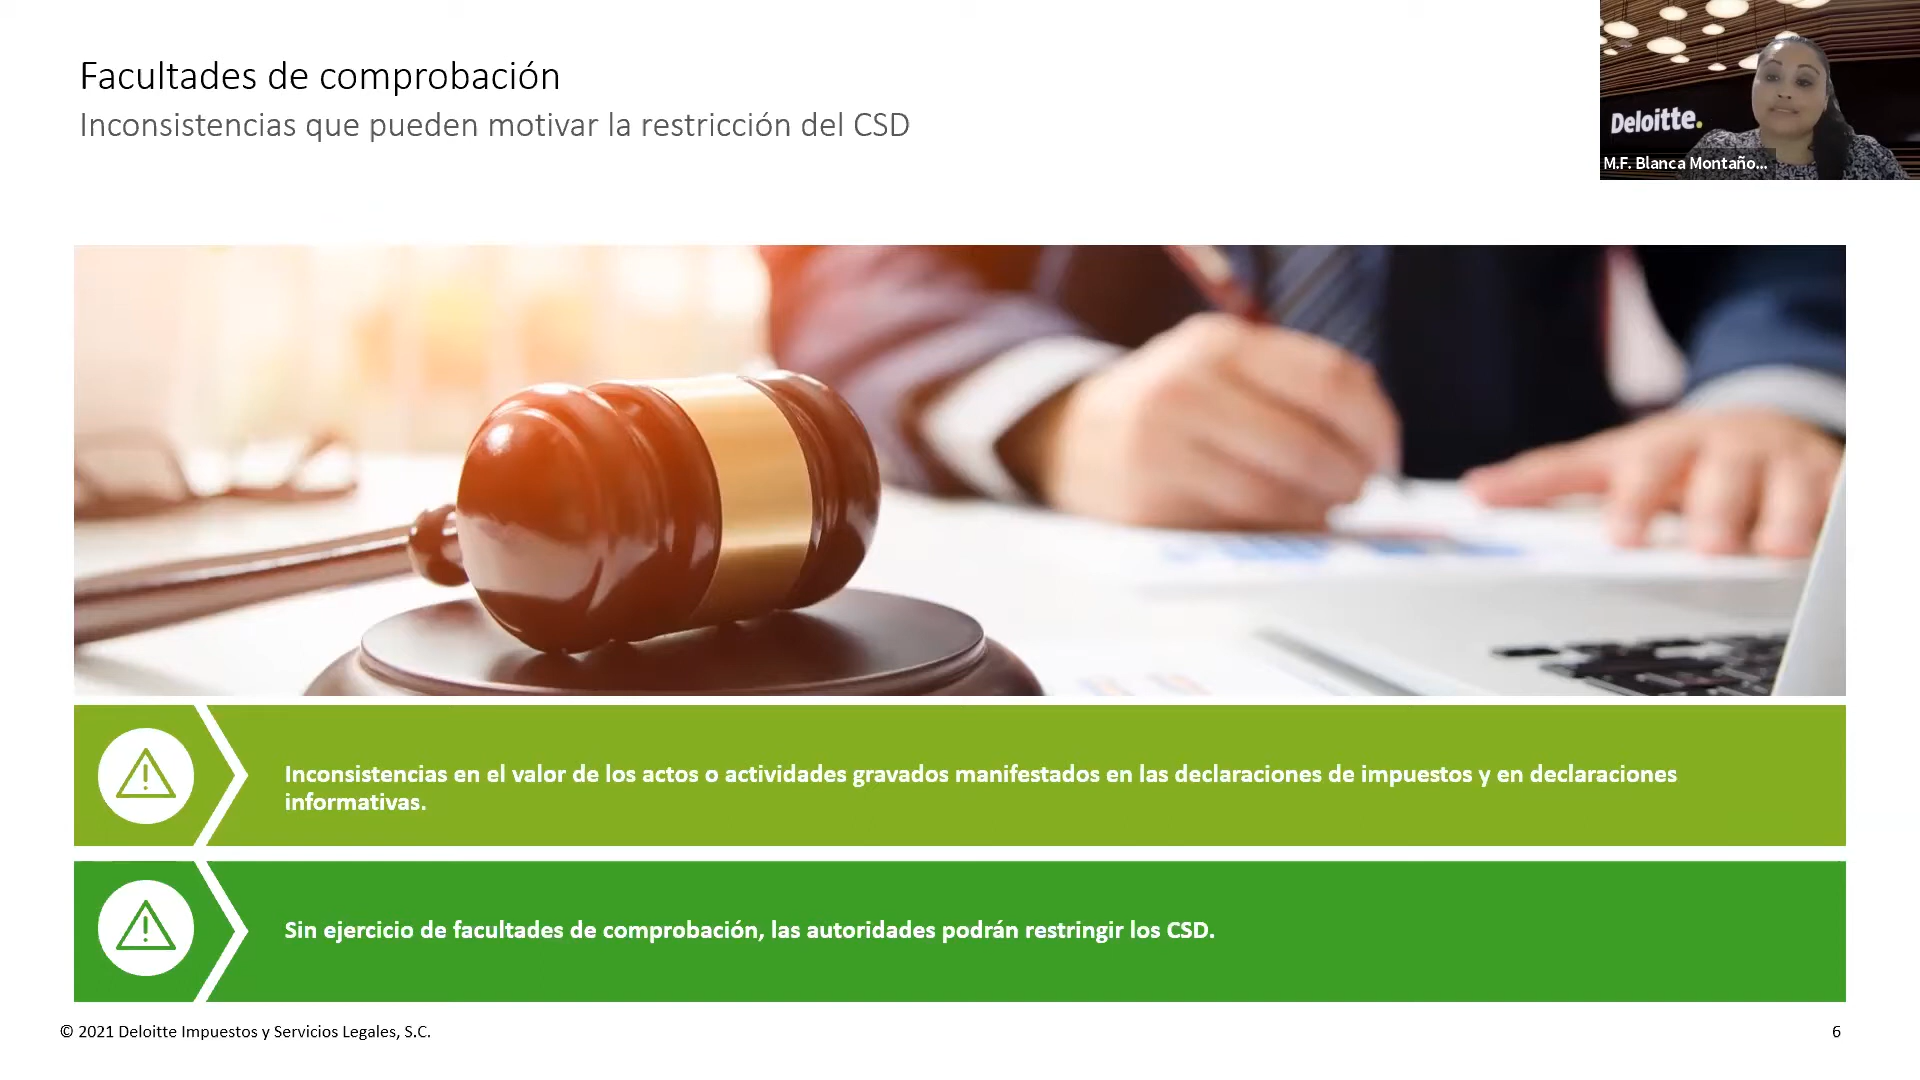 Facultades de comprobación
Inconsistencias que pueden motivar la restricción del CSD
Deloitte.
M.F. Blanca Montaño...
Inconsistencias en el valor de los actos o actividades gravados manifestados en las declaraciones de impuestos y en declaraciones
informativas.
Sin ejercicio de facultades de comprobación, las autoridades podrán restringir los CSD.
© 2021 Deloitte Impuestos y Servicios Legales, S.C.
6